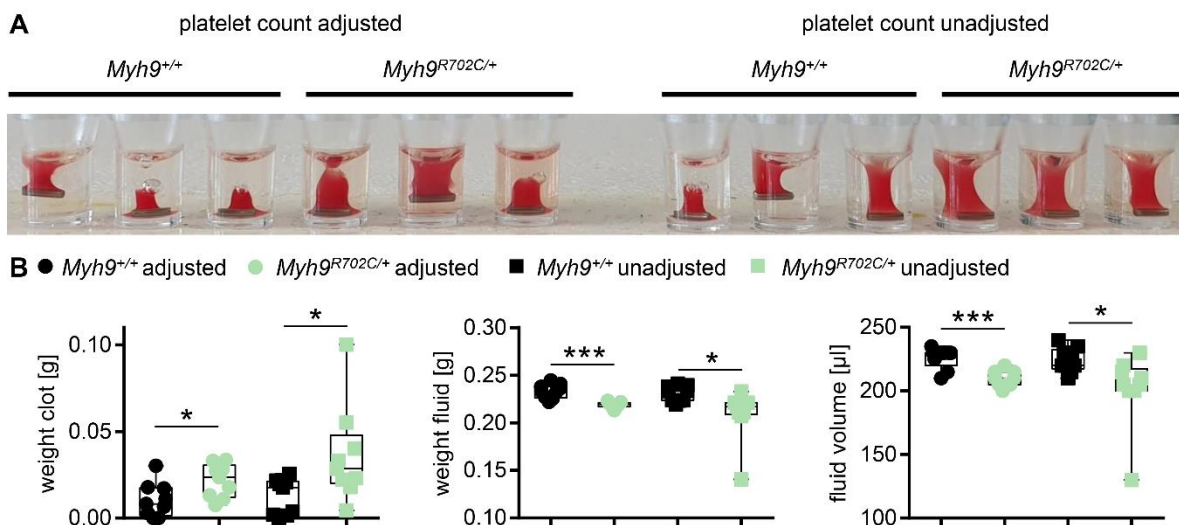 A
platelet count adjusted
platelet count unadjusted
Myh9+/+
Myh9R702C/+
Myh9+/+
Myh9R702C/+
B
Myh9+/+ adjusted
Myh9R702C/+ adjusted
Myh9+/+ unadjusted
Myh9R702C/+ unadjusted
weight clot [g]
0.10
0.05
0.00
*
*
weight fluid [g]
0.30
0.25
0.20
0.15
0.10
***
*
fluid volume [µl]
250
200
150
100
***
*